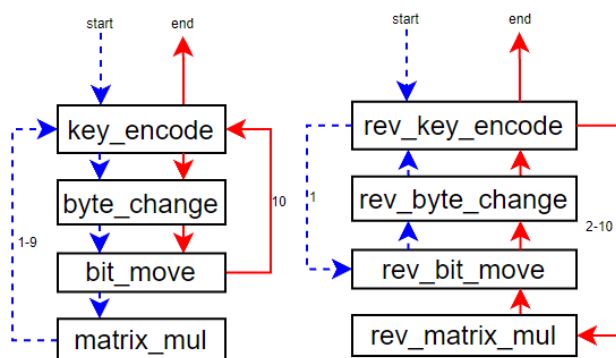 start
end
key_encode
byte_change
10
1-9
bit_move
matrix_mul
start
end
rev_key_encode
rev_byte_change
1
2-10
rev_bit_move
rev_matrix_mul